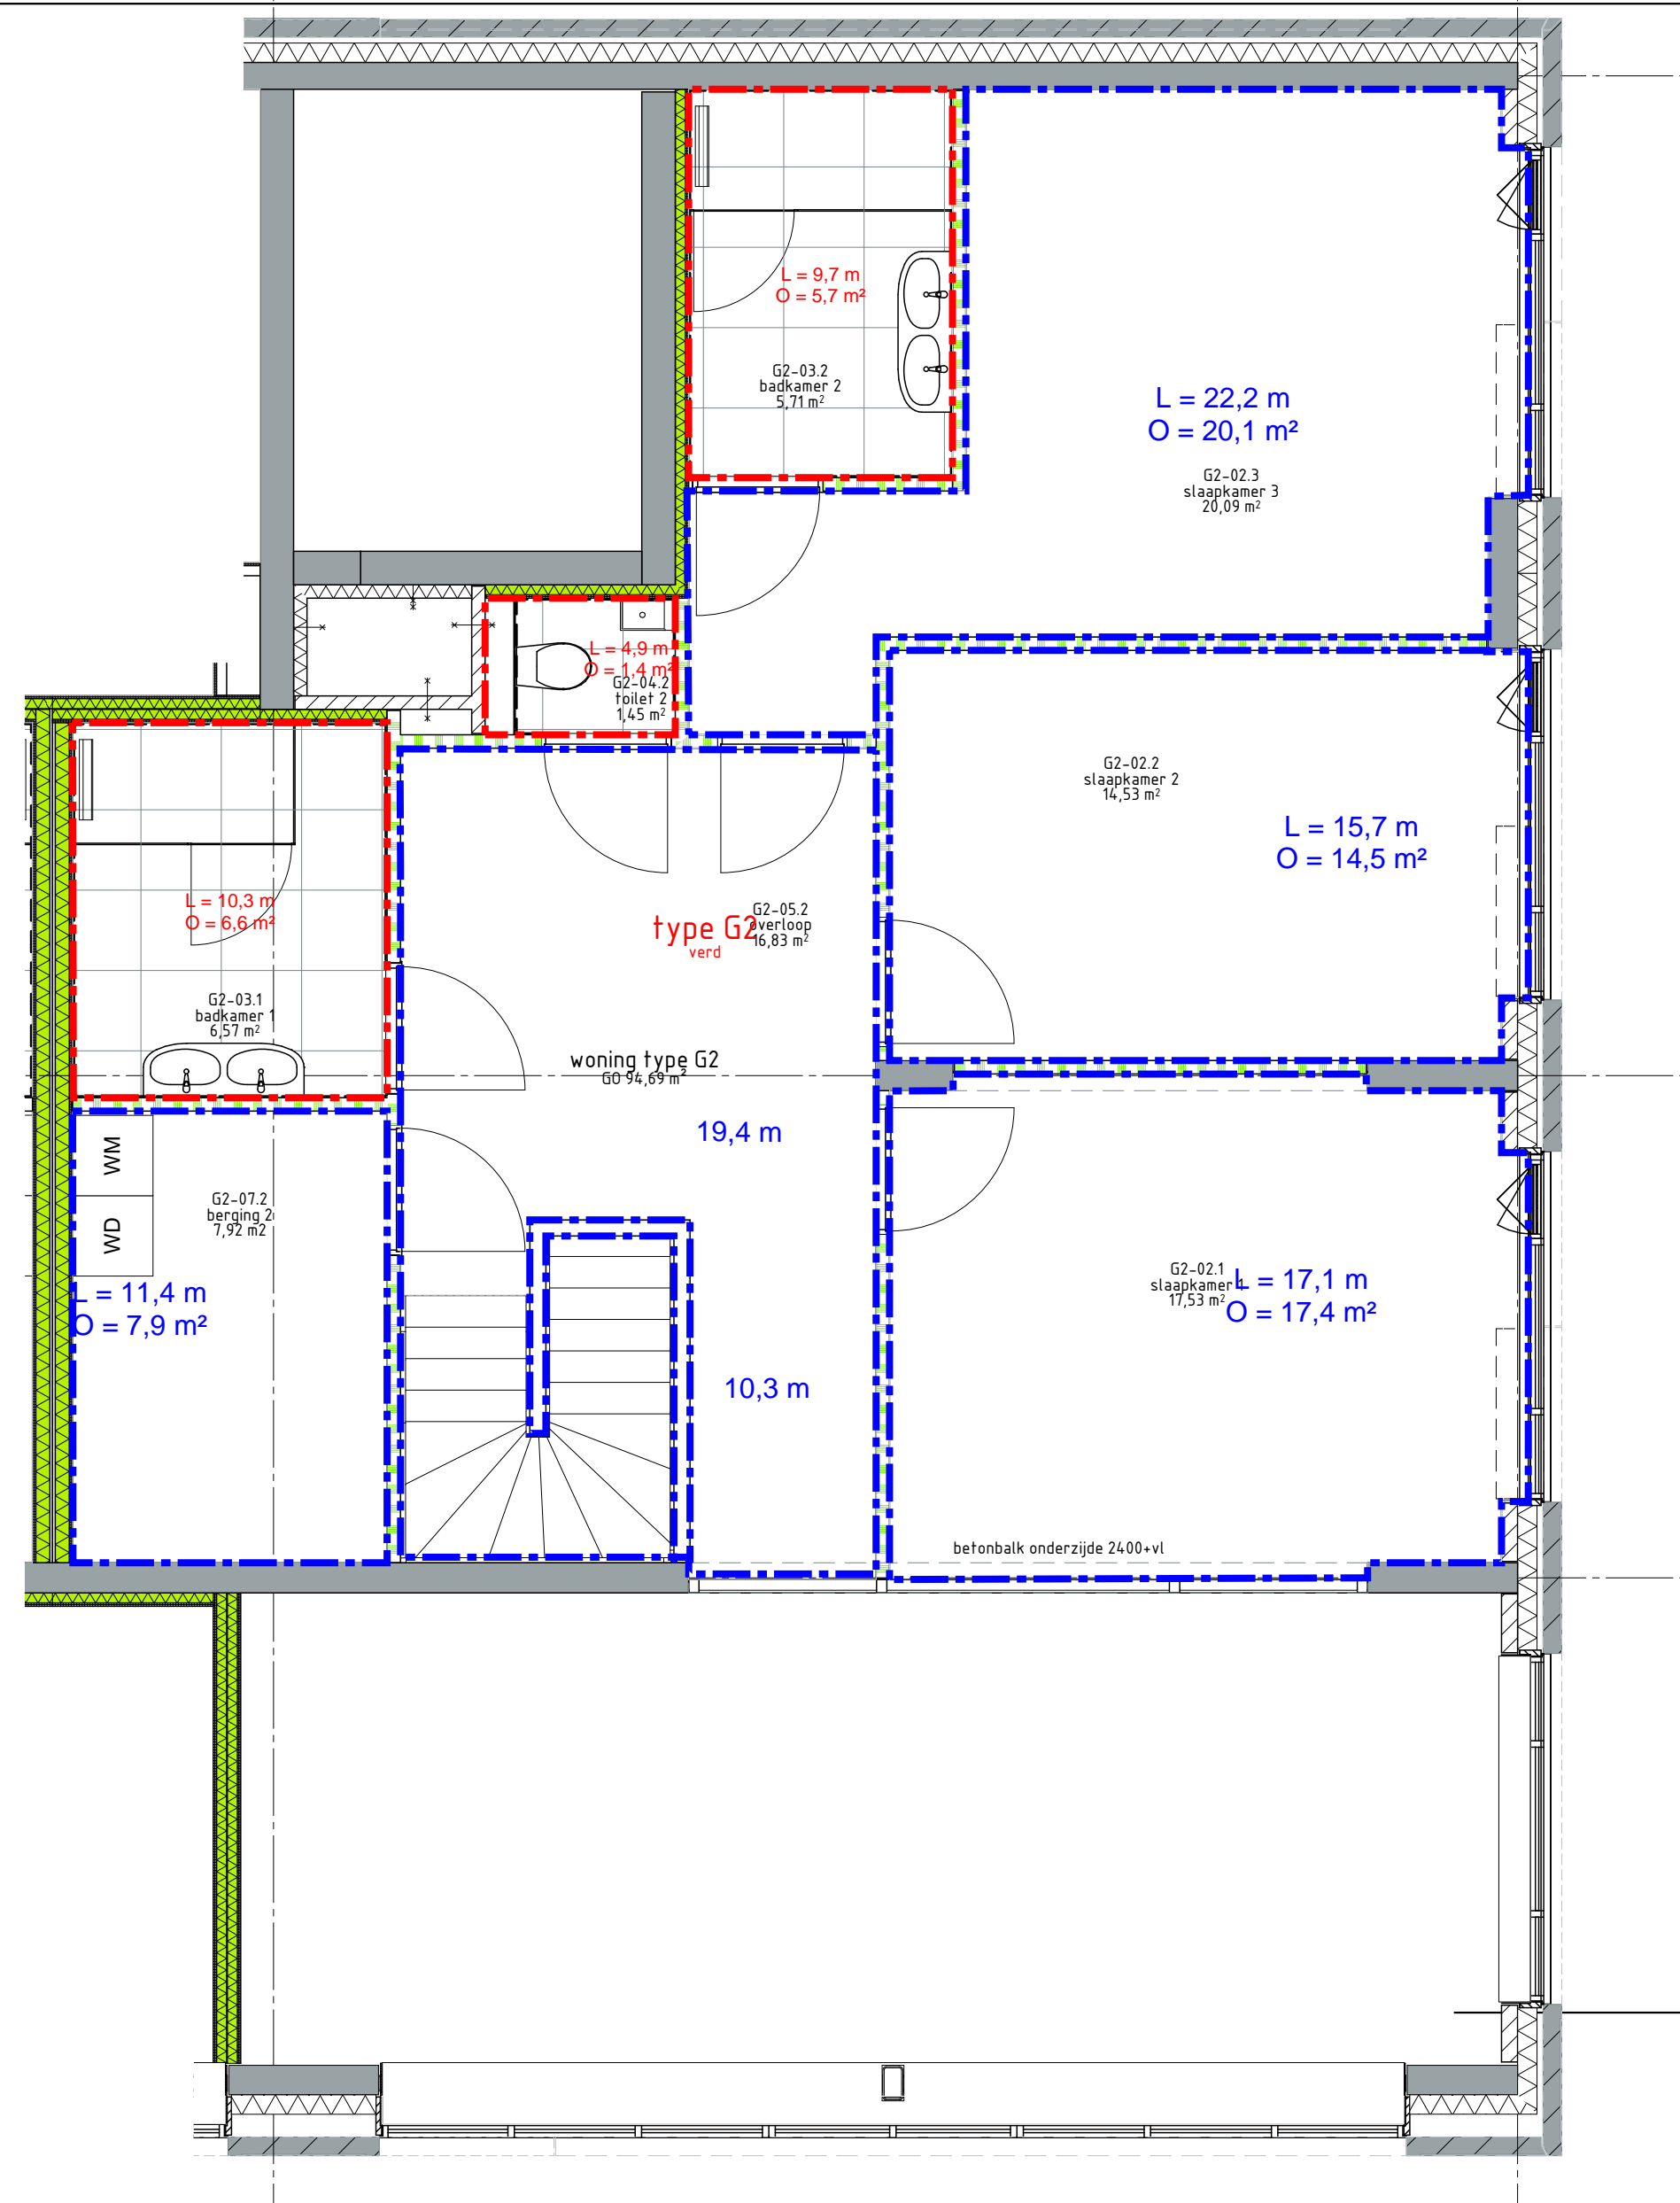 L = 9,7 m
O = 5,7 m²
G2-03.2
badkamer 2
5,71 m²
L = 22,2 m
O = 20,1 m²
G2-02.3
slaapkamer 3
20,09 m²
L = 4,9 m
O = 1,4 m²
G2-04.2
toilet 2
1,45 m²
G2-02.2
slaapkamer 2
14,53 m²
L = 15,7 m
O = 14,5 m²
L = 10,3 m
O = 6,6 m²
G2-03.1
badkamer 1
6,57 m²
type G2
verd
G2-05.2
overloop
16,83 m²
woning type G2
GO 94,69 m²
19,4 m
WM
WD
G2-07.2
berging 2
7,92 m2
L = 11,4 m
O = 7,9 m²
G2-02.1
slaapkamer 1
17,53 m²
L = 17,1 m
O = 17,4 m²
10,3 m
betonbalk onderzijde 2400+vl